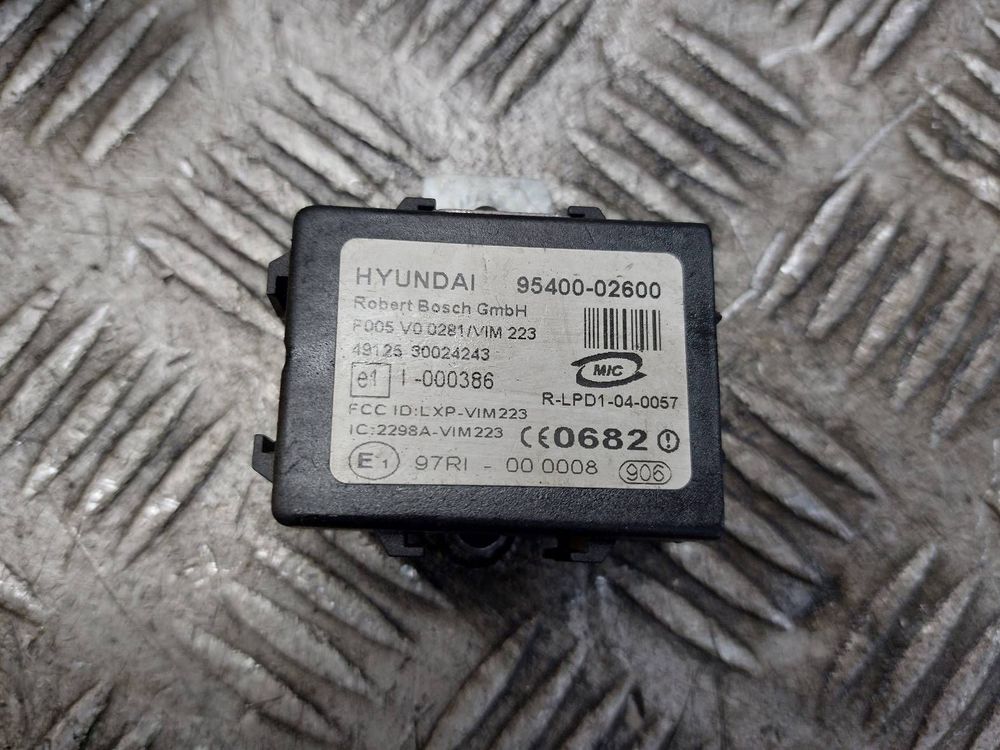 HYUNDAI 95400-02600
Robert Bosch GmbH
F005 V0 0281/VIM 223
49125 30024243
MIC
e1 I -000386
R-LPD1-04-0057
FCC ID:LXP-VIM223
IC:2298A-VIM223 CE0682
E1 97RI - 00 0008 906